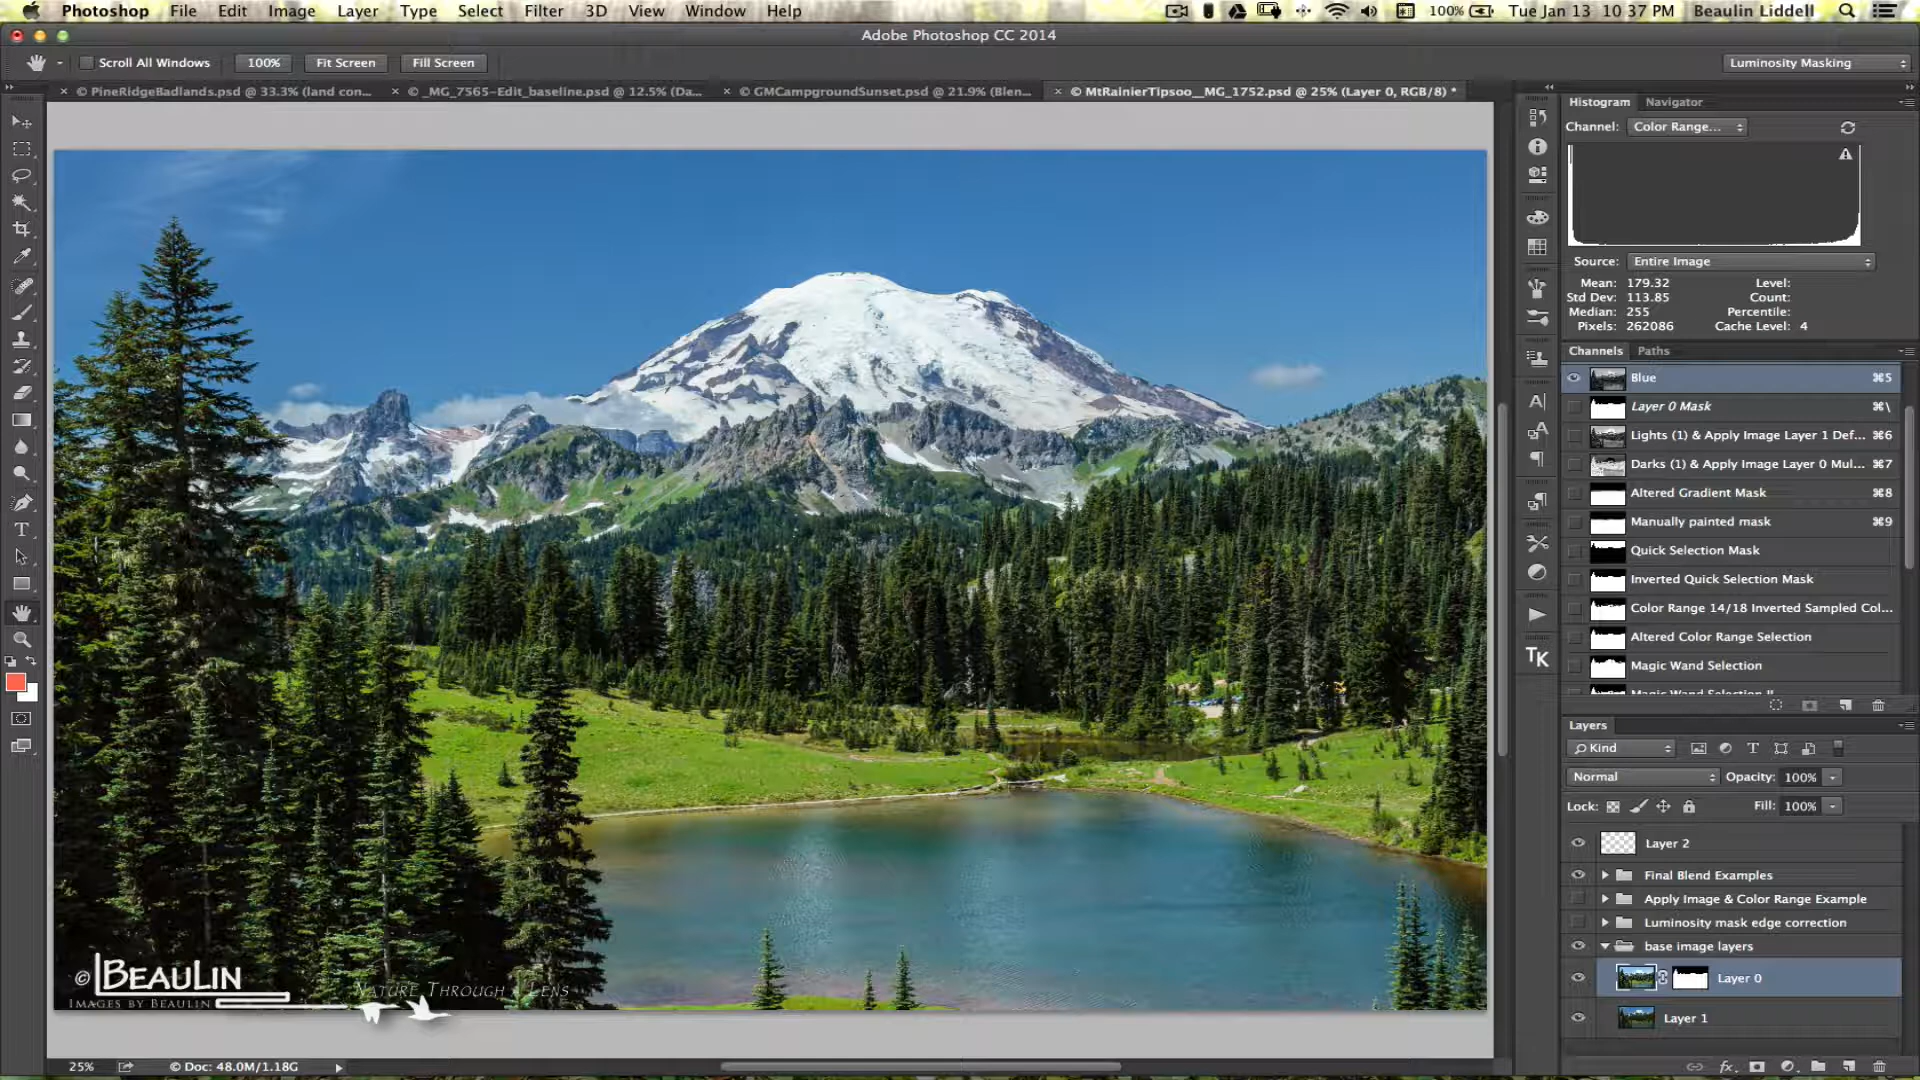 Photoshop File Edit Image Layer Type Select Filter 3D View Window Help 100% Tue Jan 13 10:37 PM Beaulin Liddell
Adobe Photoshop CC 2014
Scroll All Windows 100% Fit Screen Fill Screen Luminosity Masking
× © PineRidgeBadlands.psd @ 33.3% (land con... × © _MG_7565-Edit_baseline.psd @ 12.5% (Da... × © GMCampgroundSunset.psd @ 21.9% (Blen... × © MtRainierTipsoo__MG_1752.psd @ 25% (Layer 0, RGB/8) *
Histogram Navigator
Channel: Color Range...
Source: Entire Image
Mean: 179.32 Level:
Std Dev: 113.85 Count:
Median: 255 Percentile:
Pixels: 262086 Cache Level: 4
Channels Paths
Blue ⌘5
Layer 0 Mask ⌘\
Lights (1) & Apply Image Layer 1 Def... ⌘6
Darks (1) & Apply Image Layer 0 Mul... ⌘7
Altered Gradient Mask ⌘8
Manually painted mask ⌘9
Quick Selection Mask
Inverted Quick Selection Mask
Color Range 14/18 Inverted Sampled Col...
Altered Color Range Selection
Magic Wand Selection
Magic Wand Selection II
TK
Layers
Kind
Normal Opacity: 100%
Lock: Fill: 100%
Layer 2
Final Blend Examples
Apply Image & Color Range Example
Luminosity mask edge correction
base image layers
Layer 0
Layer 1
© BEAULIN
IMAGES BY BEAULIN
NATURE THROUGH A LENS
25% © Doc: 48.0M/1.18G